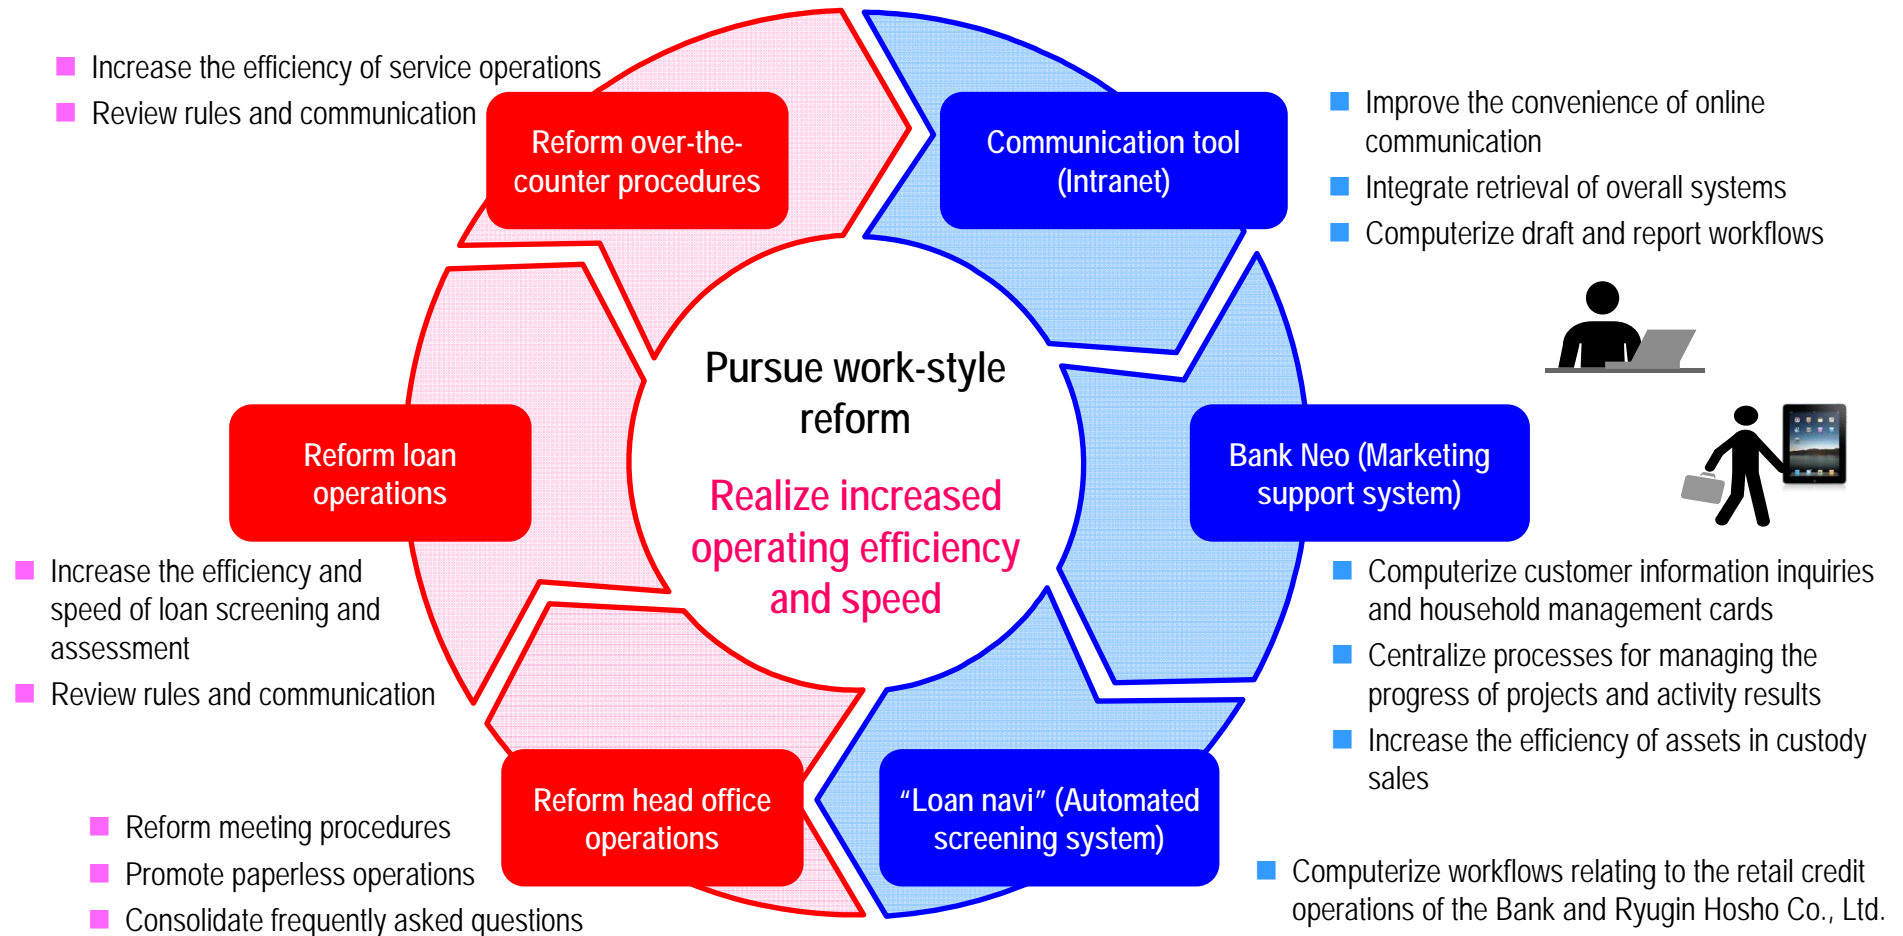 Increase the efficiency of service operations
Review rules and communication
Reform over-the-
counter procedures
Communication tool
(Intranet)
Improve the convenience of online
communication
Integrate retrieval of overall systems
Computerize draft and report workflows
Pursue work-style
reform
Realize increased
operating efficiency
and speed
Reform loan
operations
Bank Neo (Marketing
support system)
Increase the efficiency and
speed of loan screening and
assessment
Review rules and communication
Computerize customer information inquiries
and household management cards
Centralize processes for managing the
progress of projects and activity results
Increase the efficiency of assets in custody
sales
Reform head office
operations
“Loan navi” (Automated
screening system)
Reform meeting procedures
Promote paperless operations
Consolidate frequently asked questions
Computerize workflows relating to the retail credit
operations of the Bank and Ryugin Hosho Co., Ltd.